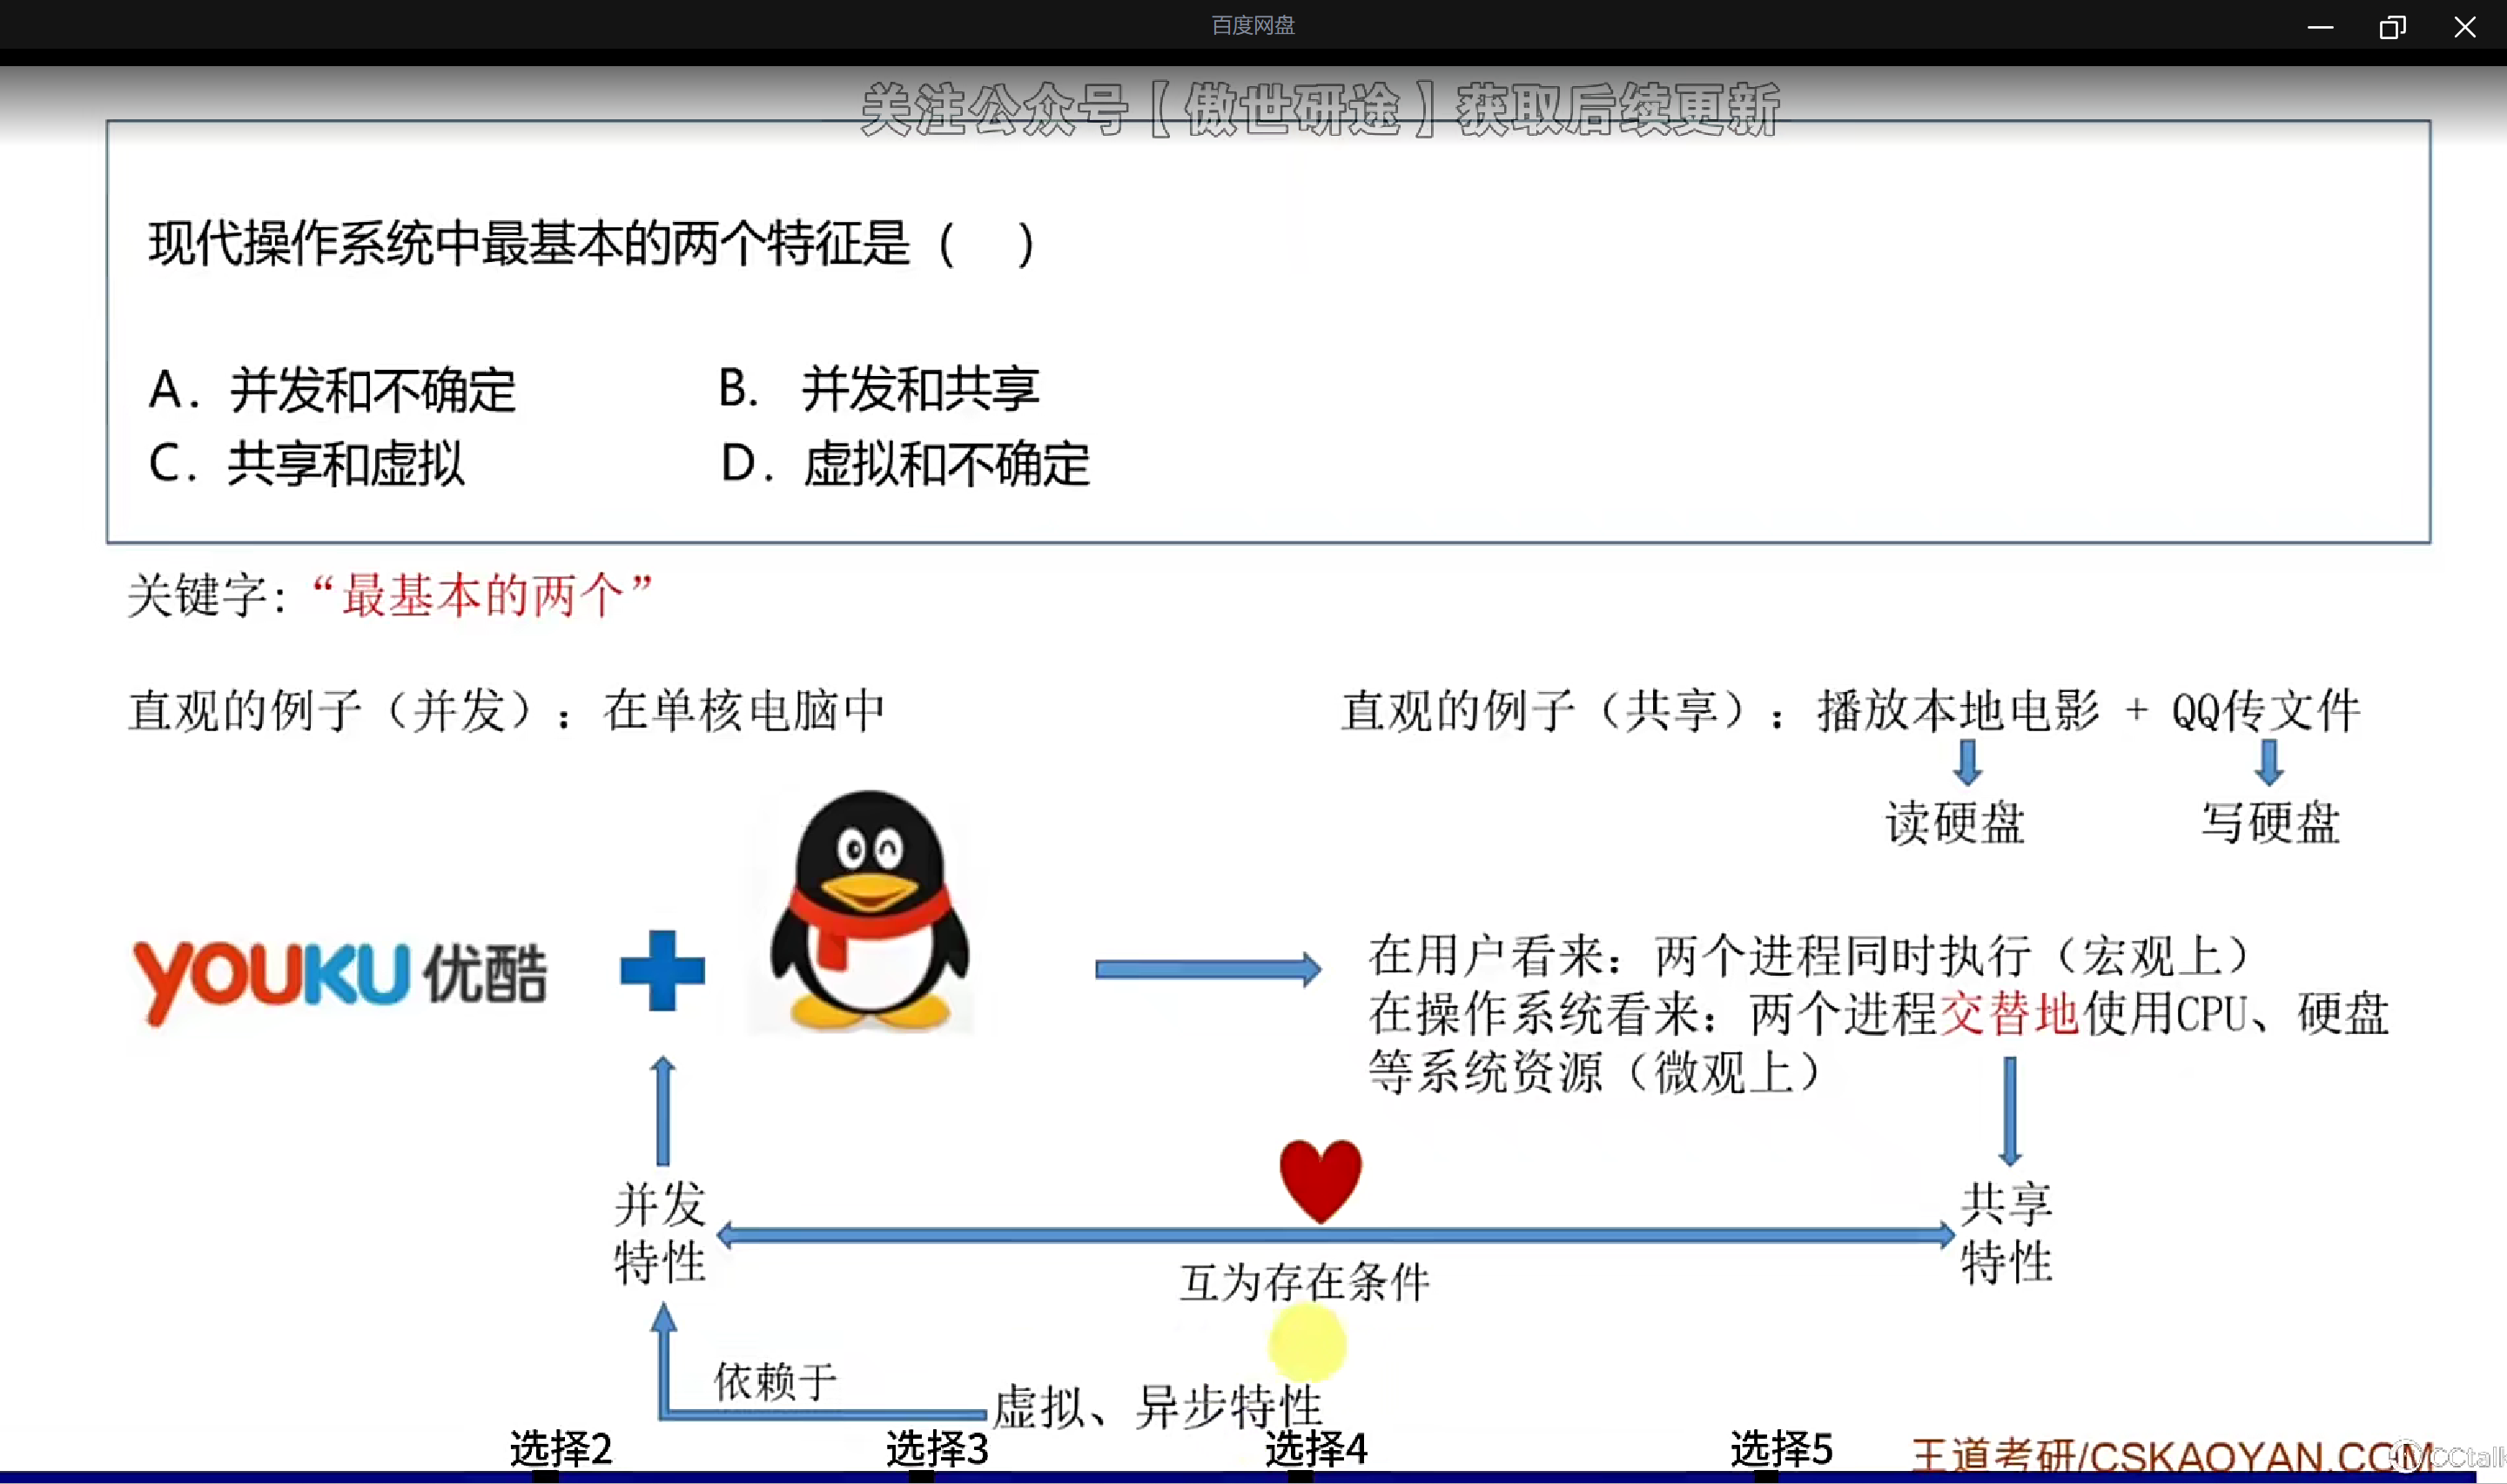 百度网盘
关注公众号【傲世研途】获取后续更新
现代操作系统中最基本的两个特征是（ ）
A. 并发和不确定 B. 并发和共享
C. 共享和虚拟 D. 虚拟和不确定
关键字：“最基本的两个”
直观的例子（并发）：在单核电脑中
直观的例子（共享）：播放本地电影 + QQ传文件
读硬盘 写硬盘
YOUKU 优酷
在用户看来：两个进程同时执行（宏观上）
在操作系统看来：两个进程交替地使用CPU、硬盘
等系统资源（微观上）
并发
特性
共享
特性
互为存在条件
依赖于
虚拟、异步特性
选择2 选择3 选择4 选择5
王道考研/CSKAOYAN.COM
CCtalk